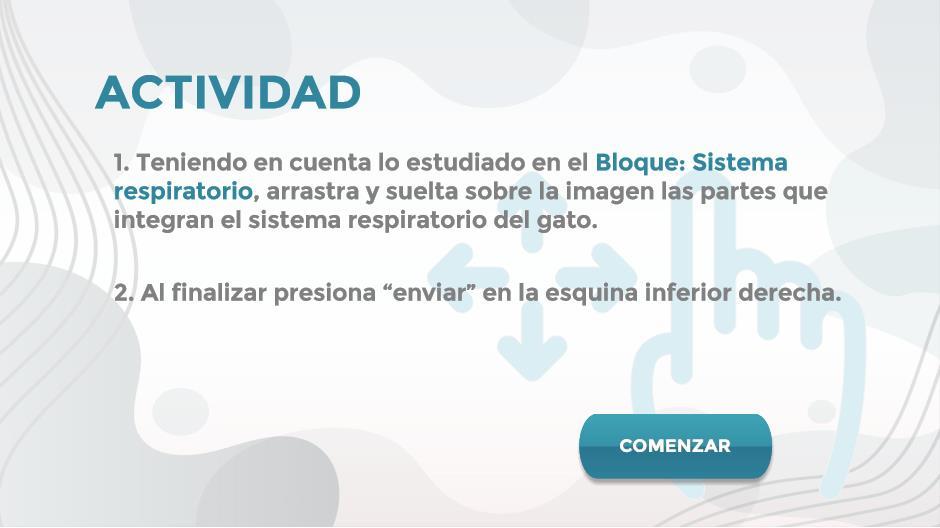 ACTIVIDAD
1. Teniendo en cuenta lo estudiado en el Bloque: Sistema
respiratorio, arrastra y suelta sobre la imagen las partes que
integran el sistema respiratorio del gato.
2. Al finalizar presiona “enviar” en la esquina inferior derecha.
COMENZAR